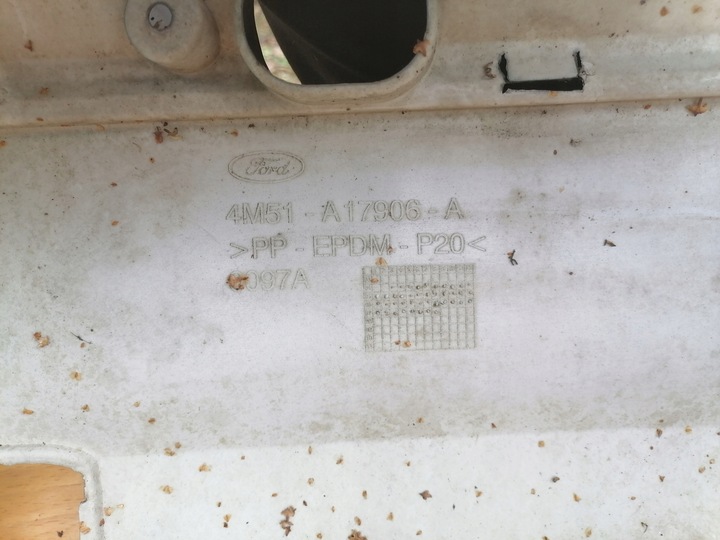 Ford
4M51 - A17906 - A
>PP - EPDM - P20<